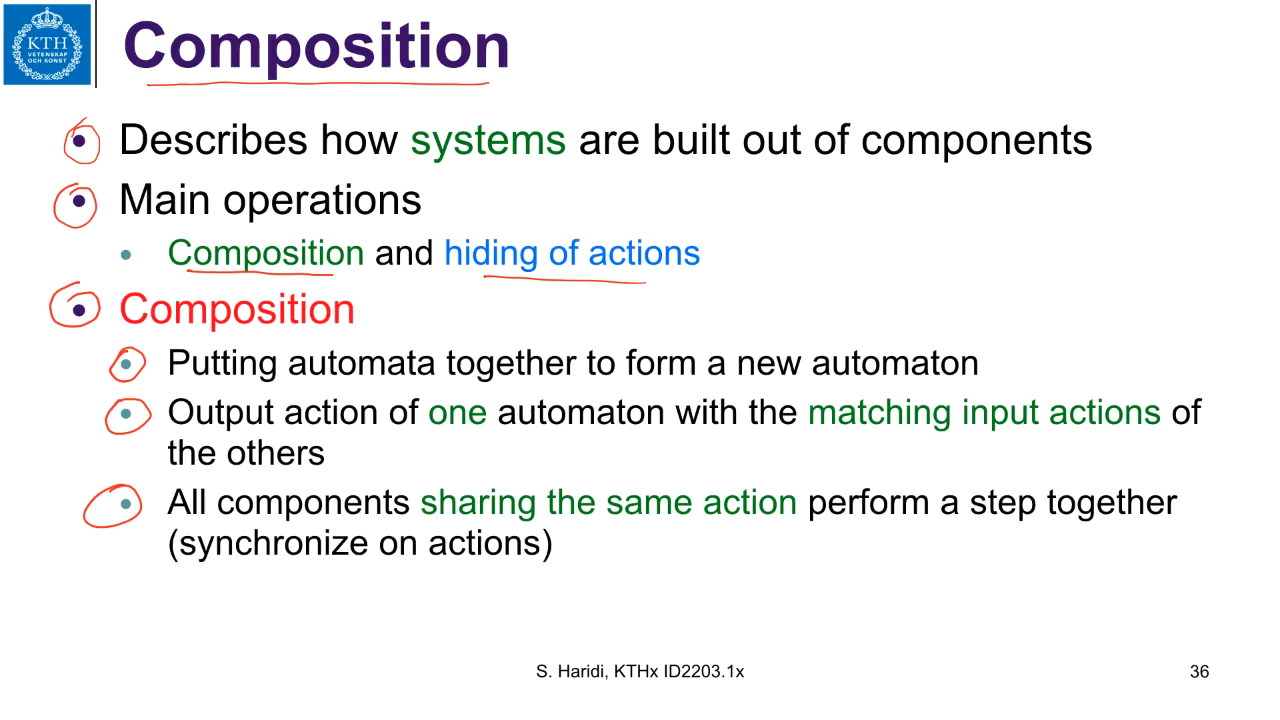 KTH
VETENSKAP
OCH KONST
Composition
Describes how systems are built out of components
Main operations
Composition and hiding of actions
Composition
Putting automata together to form a new automaton
Output action of one automaton with the matching input actions of
the others
All components sharing the same action perform a step together
(synchronize on actions)
S. Haridi, KTHx ID2203.1x
36